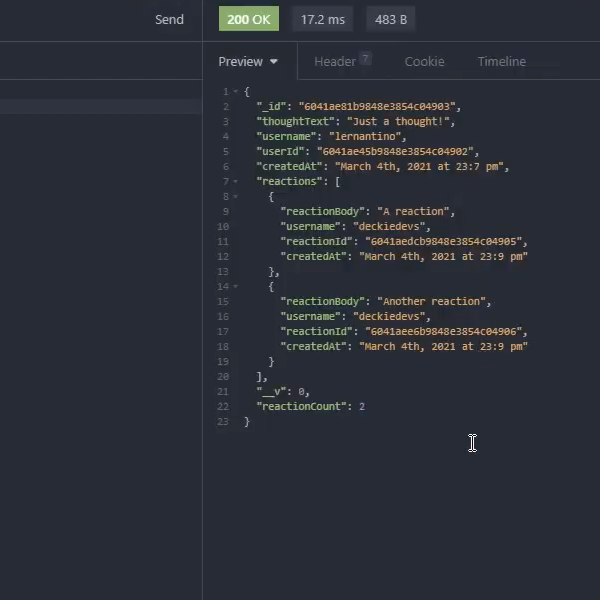 Send 200 OK 17.2 ms 483 B
Preview Header 7 Cookie Timeline
1 {
2 "_id": "6041ae81b9848e3854c04903",
3 "thoughtText": "Just a thought!",
4 "username": "lernantino",
5 "userId": "6041ae45b9848e3854c04902",
6 "createdAt": "March 4th, 2021 at 23:7 pm",
7 "reactions": [
8 {
9 "reactionBody": "A reaction",
10 "username": "deckiedevs",
11 "reactionId": "6041aedcb9848e3854c04905",
12 "createdAt": "March 4th, 2021 at 23:9 pm"
13 },
14 {
15 "reactionBody": "Another reaction",
16 "username": "deckiedevs",
17 "reactionId": "6041aee6b9848e3854c04906",
18 "createdAt": "March 4th, 2021 at 23:9 pm"
19 }
20 ],
21 "__v": 0,
22 "reactionCount": 2
23 }